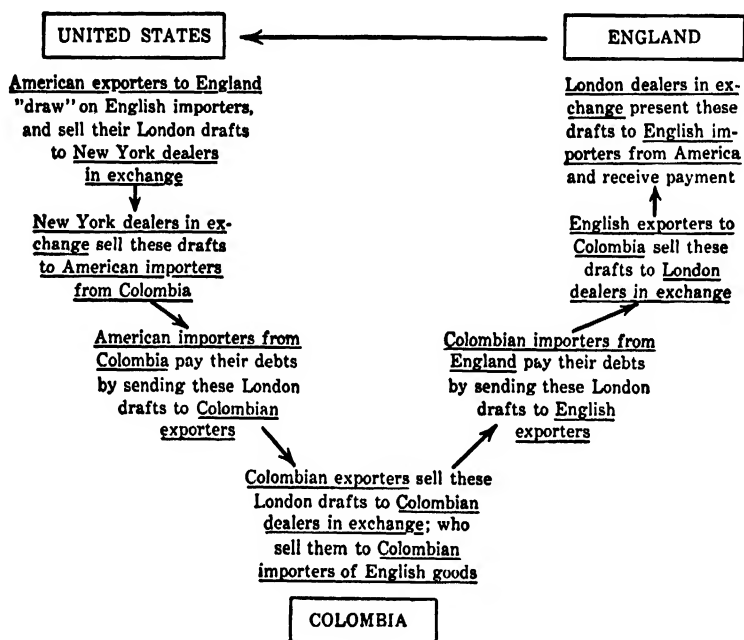 UNITED STATES
American exporters to England
"draw" on English importers,
and sell their London drafts
to New York dealers
in exchange
New York dealers in ex-
change sell these drafts
to American importers
from Colombia
American importers from
Colombia pay their debts
by sending these London
drafts to Colombian
exporters
Colombian exporters sell these
London drafts to Colombian
dealers in exchange; who
sell them to Colombian
importers of English goods
COLOMBIA
Colombian importers from
England pay their debts
by sending these London
drafts to English
exporters
English exporters to
Colombia sell these
drafts to London
dealers in exchange
London dealers in ex-
change present these
drafts to English im-
porters from America
and receive payment
ENGLAND